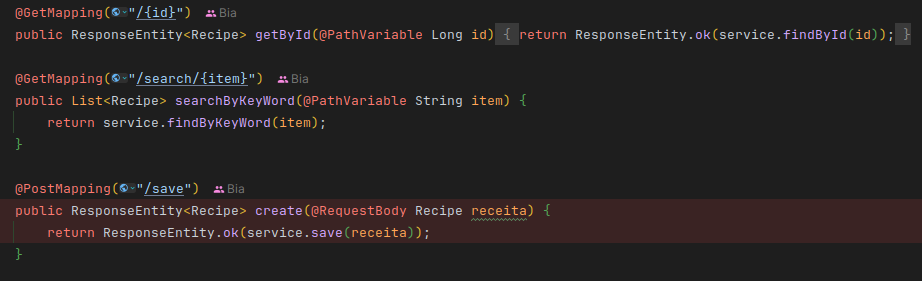 @GetMapping("/{id}") Bia
public ResponseEntity<Recipe> getById(@PathVariable Long id) { return ResponseEntity.ok(service.findById(id)); }
@GetMapping("/search/{item}") Bia
public List<Recipe> searchByKeyWord(@PathVariable String item) {
return service.findByKeyWord(item);
}
@PostMapping("/save") Bia
public ResponseEntity<Recipe> create(@RequestBody Recipe receita) {
return ResponseEntity.ok(service.save(receita));
}